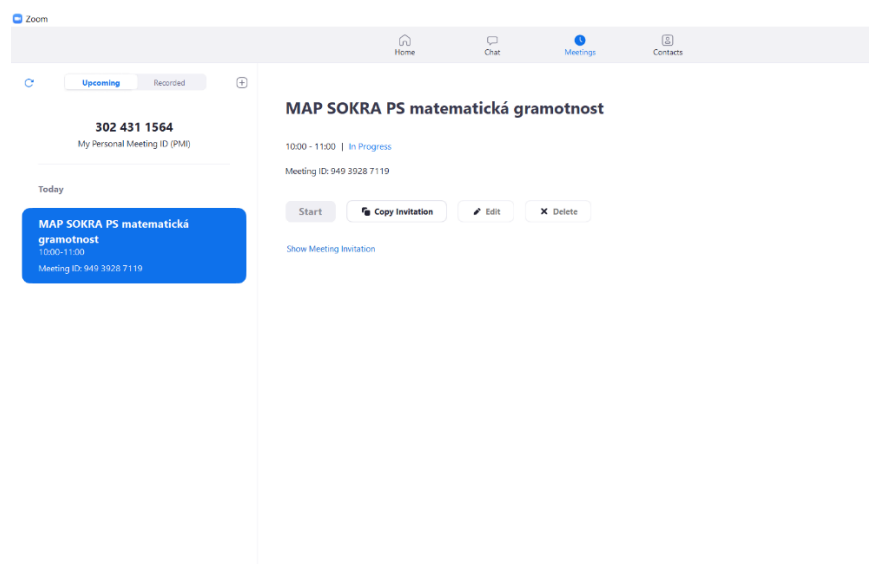 Zoom
Home
Chat
Meetings
Contacts
Upcoming
Recorded
302 431 1564
My Personal Meeting ID (PMI)
Today
MAP SOKRA PS matematická
gramotnost
10:00-11:00
Meeting ID: 949 3928 7119
MAP SOKRA PS matematická gramotnost
10:00 - 11:00 | In Progress
Meeting ID: 949 3928 7119
Start
Copy Invitation
Edit
Delete
Show Meeting Invitation